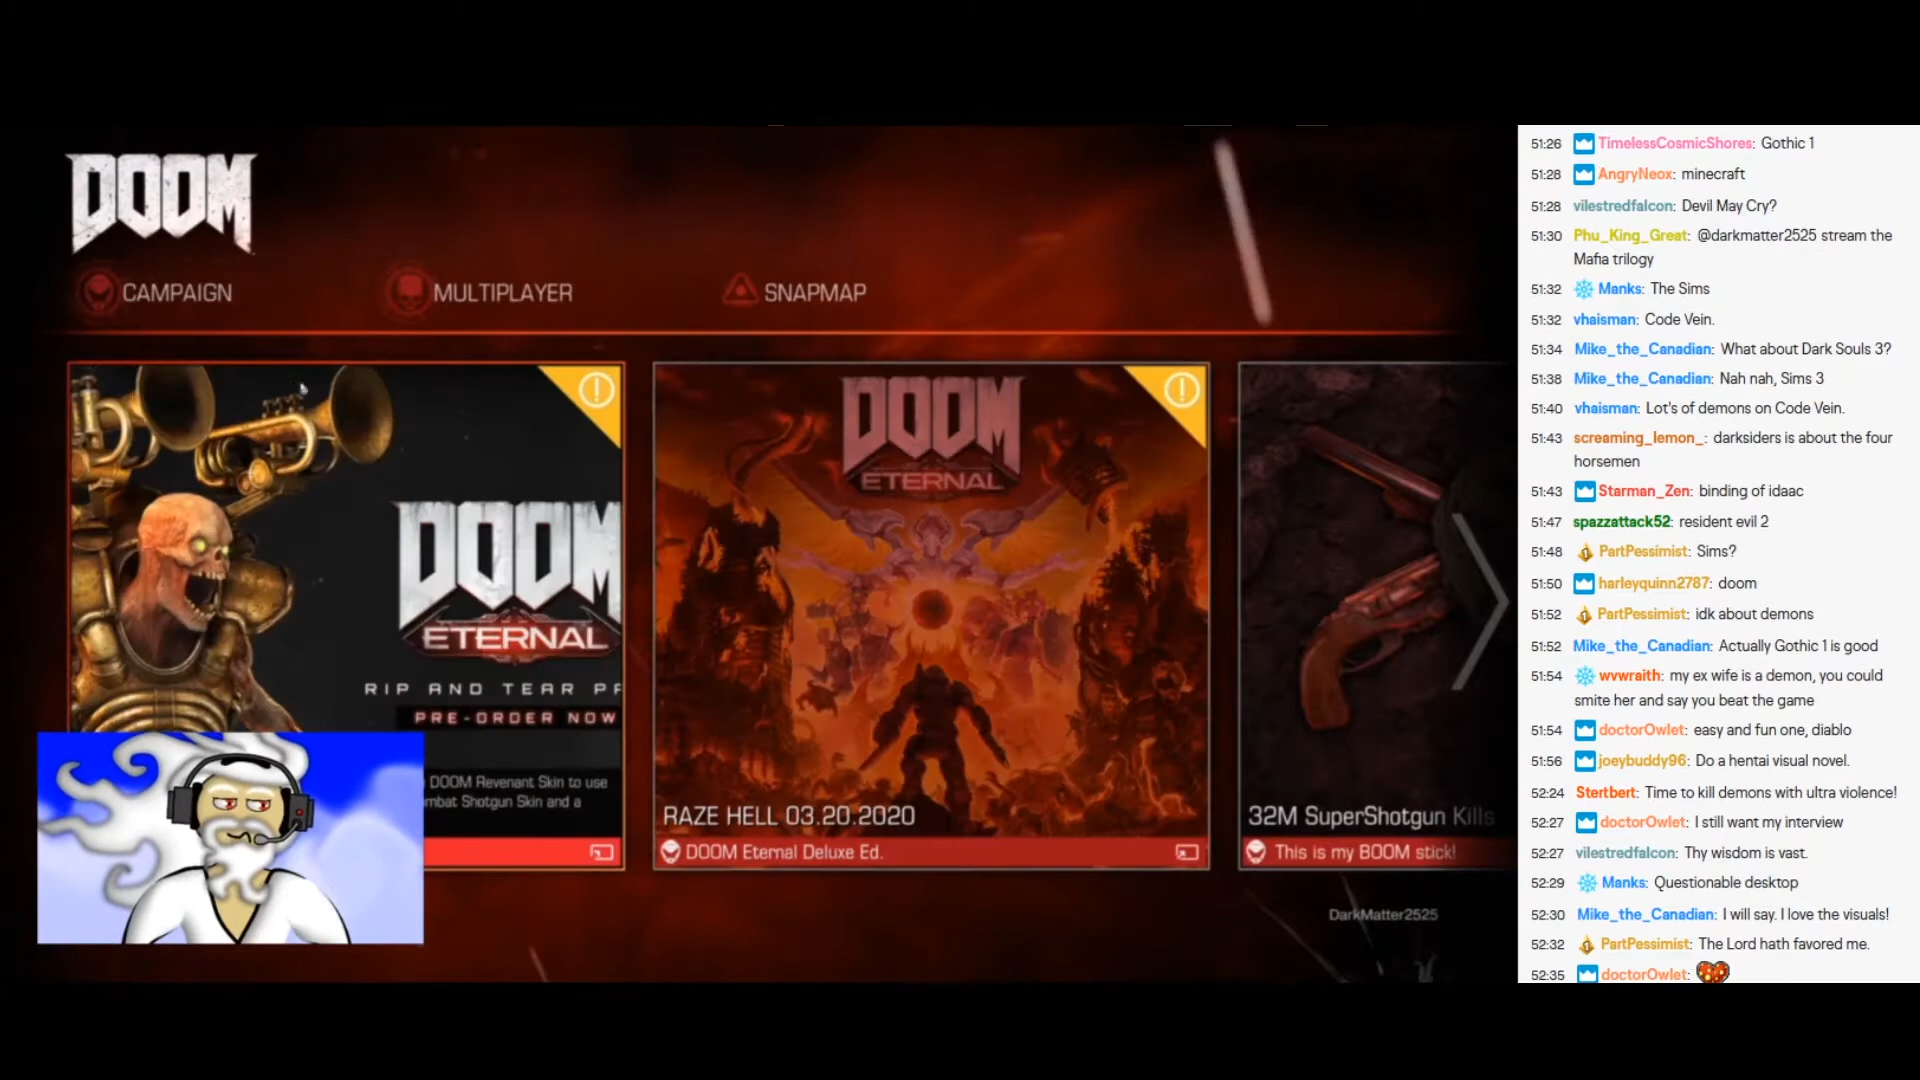 DOOM
CAMPAIGN
MULTIPLAYER
SNAPMAP
DOOM
ETERNAL
RIP AND TEAR
PRE-ORDER NOW
DOOM Revenant Skin to use
Shotgun Skin and a
DOOM
ETERNAL
RAZE HELL 03.20.2020
DOOM Eternal Deluxe Ed.
32M SuperShotgun Kills
This is my BOOM stick!
DarkMatter2525
51:26 TimelessCosmicShores: Gothic 1
51:28 AngryNeox: minecraft
51:28 vilestredfalcon: Devil May Cry?
51:30 Phu_King_Great: @darkmatter2525 stream the
Mafia trilogy
51:32 Manks: The Sims
51:32 vhaisman: Code Vein.
51:34 Mike_the_Canadian: What about Dark Souls 3?
51:38 Mike_the_Canadian: Nah nah, Sims 3
51:40 vhaisman: Lot's of demons on Code Vein.
51:43 screaming_lemon_: darksiders is about the four
horsemen
51:43 Starman_Zen: binding of idaac
51:47 spazzattack52: resident evil 2
51:48 PartPessimist: Sims?
51:50 harleyquinn2787: doom
51:52 PartPessimist: idk about demons
51:52 Mike_the_Canadian: Actually Gothic 1 is good
51:54 wvwraith: my ex wife is a demon, you could
smite her and say you beat the game
51:54 doctorOwlet: easy and fun one, diablo
51:56 joeybuddy96: Do a hentai visual novel.
52:24 Stertbert: Time to kill demons with ultra violence!
52:27 doctorOwlet: I still want my interview
52:27 vilestredfalcon: Thy wisdom is vast.
52:29 Manks: Questionable desktop
52:30 Mike_the_Canadian: I will say. I love the visuals!
52:32 PartPessimist: The Lord hath favored me.
52:35 doctorOwlet: